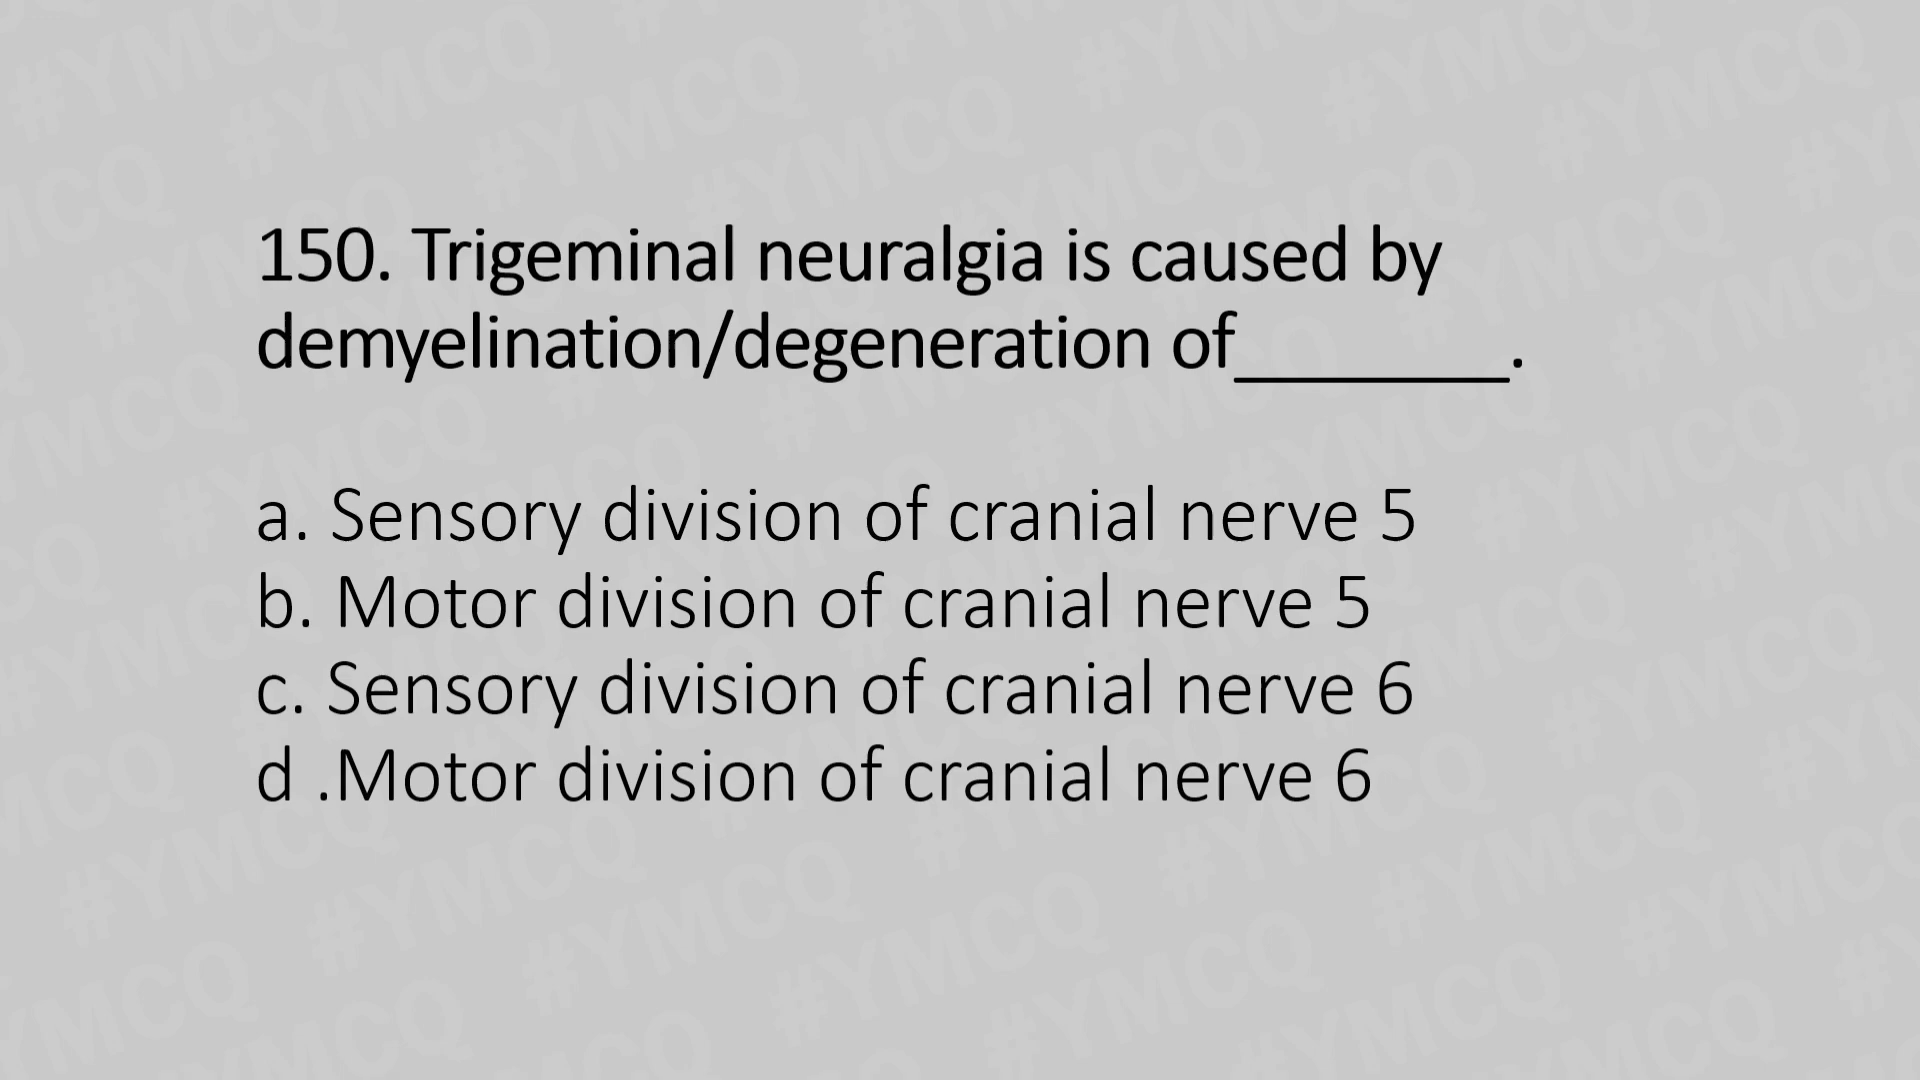 150. Trigeminal neuralgia is caused by
demyelination/degeneration of________.
a. Sensory division of cranial nerve 5
b. Motor division of cranial nerve 5
c. Sensory division of cranial nerve 6
d .Motor division of cranial nerve 6
#YMCQ